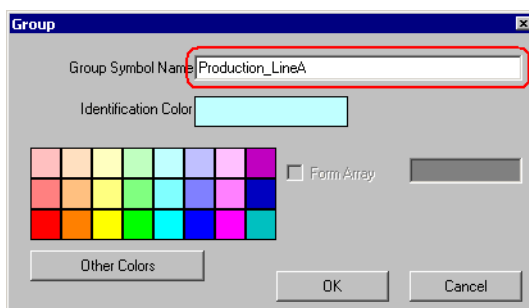 Group
Group Symbol Name Production_LineA
Identification Color
Form Array
Other Colors
OK Cancel